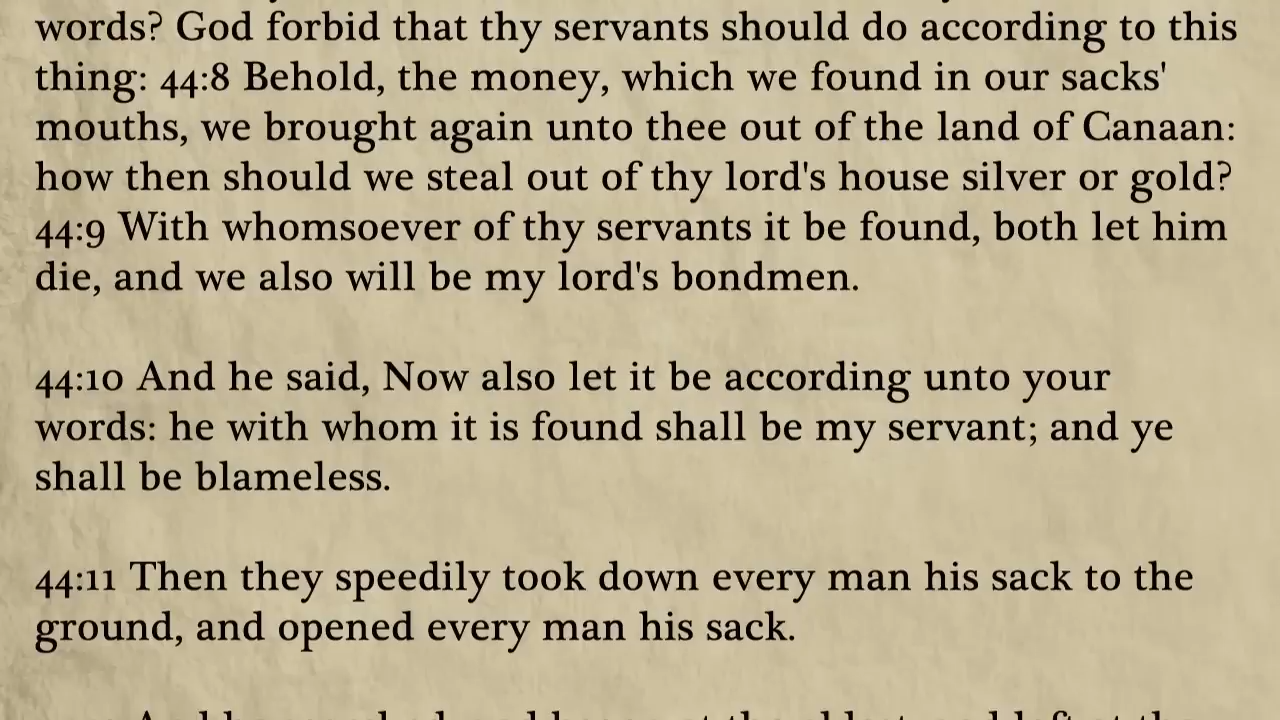 words? God forbid that thy servants should do according to this
thing: 44:8 Behold, the money, which we found in our sacks'
mouths, we brought again unto thee out of the land of Canaan:
how then should we steal out of thy lord's house silver or gold?
44:9 With whomsoever of thy servants it be found, both let him
die, and we also will be my lord's bondmen.
44:10 And he said, Now also let it be according unto your
words: he with whom it is found shall be my servant; and ye
shall be blameless.
44:11 Then they speedily took down every man his sack to the
ground, and opened every man his sack.